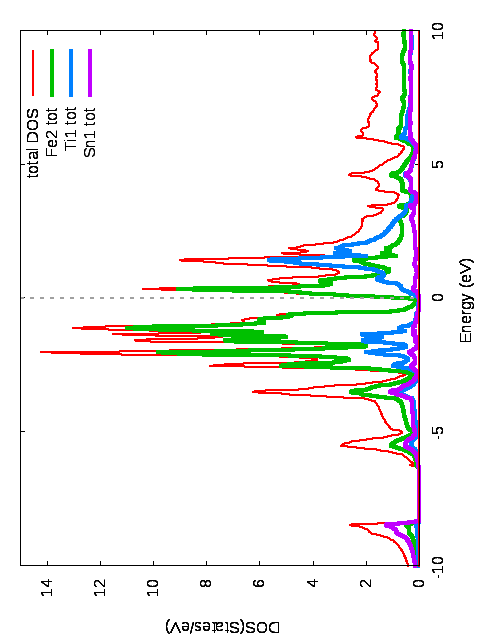 total DOS
Fe2 tot
Ti1 tot
Sn1 tot
DOS(States/eV)
0
2
4
6
8
10
12
14
-10
-5
0
5
10
Energy (eV)